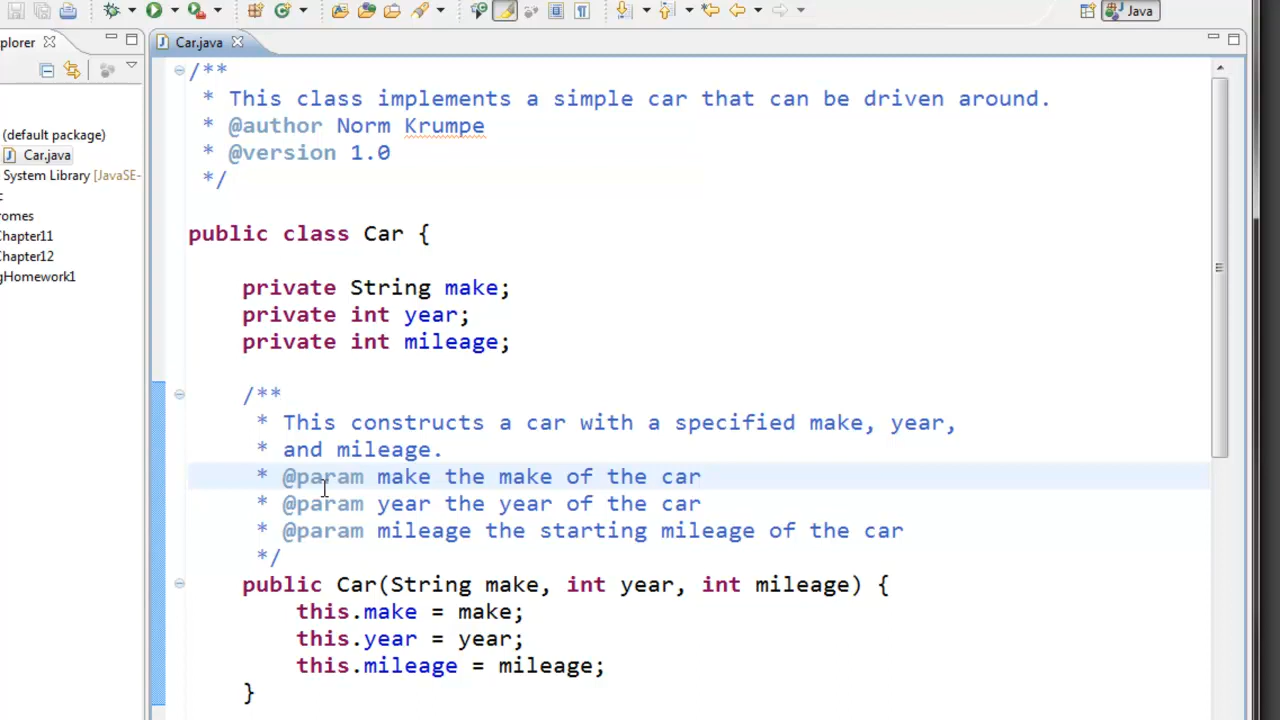 Java
plorer
Car.java
(default package)
Car.java
System Library [JavaSE-
romes
Chapter11
Chapter12
gHomework1
/**
* This class implements a simple car that can be driven around.
* @author Norm Krumpe
* @version 1.0
*/
public class Car {
private String make;
private int year;
private int mileage;
/**
* This constructs a car with a specified make, year,
* and mileage.
* @param make the make of the car
* @param year the year of the car
* @param mileage the starting mileage of the car
*/
public Car(String make, int year, int mileage) {
this.make = make;
this.year = year;
this.mileage = mileage;
}